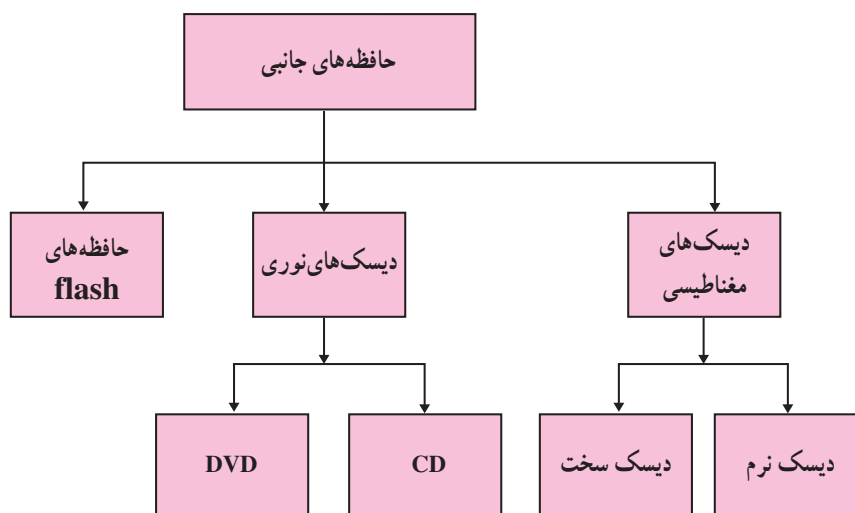 حافظه‌های جانبی
دیسک‌های
مغناطیسی
دیسک‌های‌نوری
حافظه‌های
flash
دیسک نرم
دیسک سخت
CD
DVD